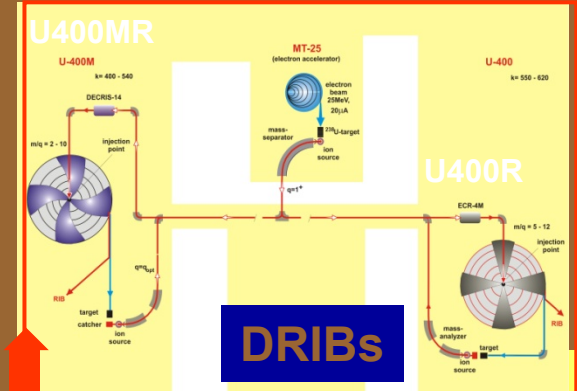 U400MR
U-400M
k= 400 - 540
DECRIS-14
m/q = 2 - 10
injection
point
RIB
target
catcher
ion
source
q=qopt
MT-25
(electron accelerator)
electron
beam
25MeV,
20μA
mass-
separator
238U-target
ion
source
q=1+
U-400
k= 550 - 620
U400R
ECR-4M
m/q = 5 - 12
injection
point
RIB
mass-
analyzer
target
ion
source
DRIBs